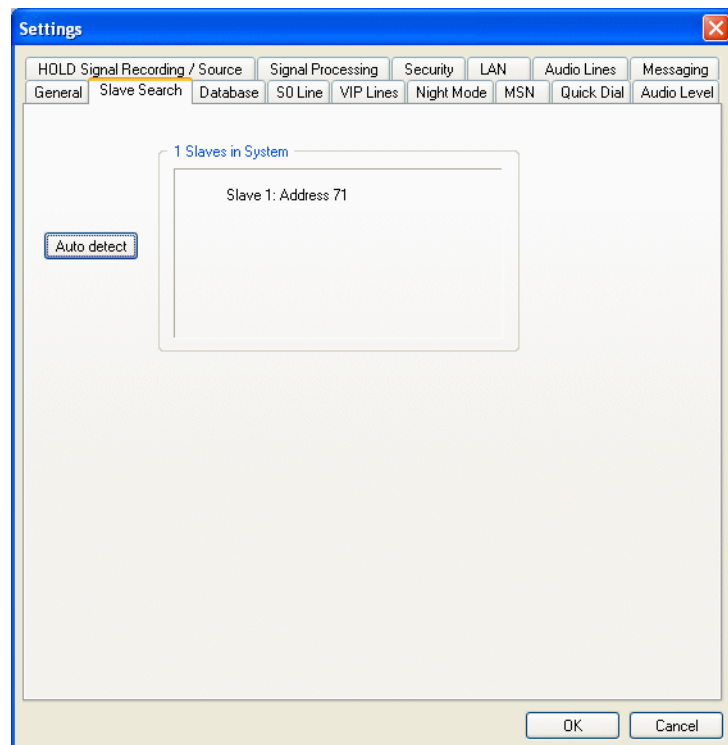 Settings
HOLD Signal Recording / Source Signal Processing Security LAN Audio Lines Messaging
General Slave Search Database S0 Line VIP Lines Night Mode MSN Quick Dial Audio Level
1 Slaves in System
Slave 1: Address 71
Auto detect
OK Cancel